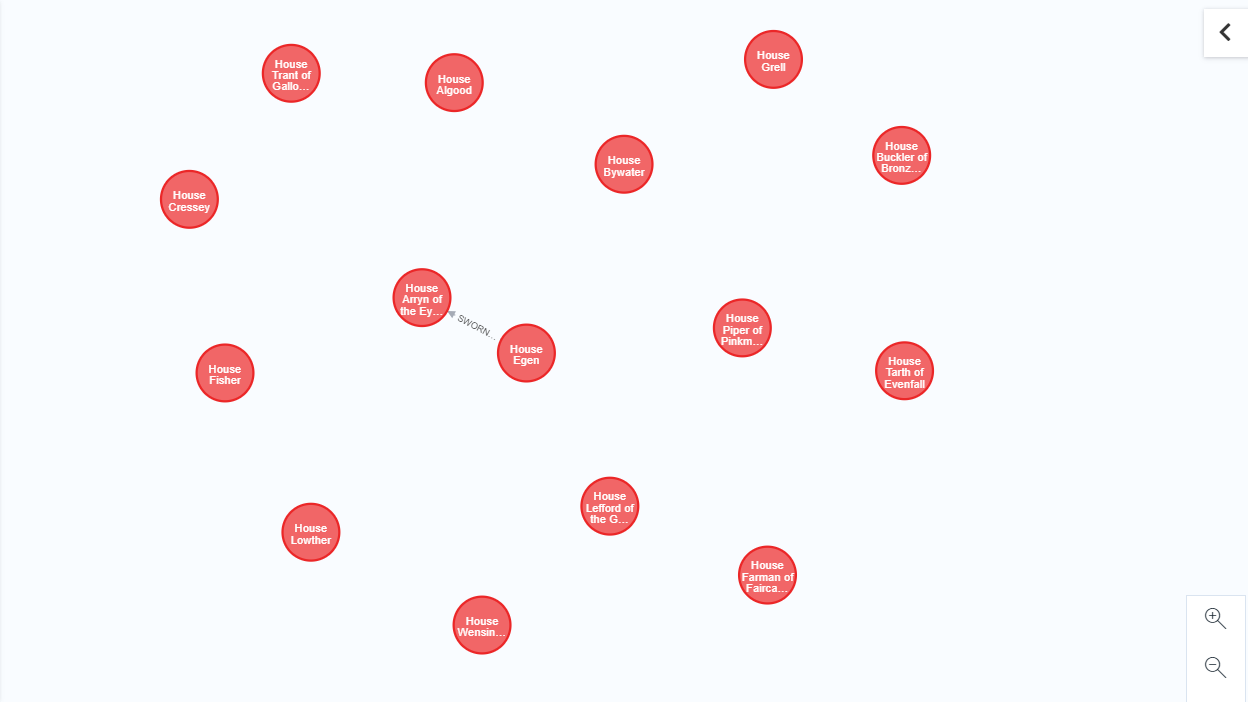 House
Trant of
Gallo...
House
Algood
House
Grell
House
Bywater
House
Buckler of
Bronz...
House
Cressey
House
Arryn of
the Ey...
SWORN...
House
Egen
House
Piper of
Pinkm...
House
Tarth of
Evenfall
House
Fisher
House
Lefford of
the G...
House
Lowther
House
Farman of
Fairca...
House
Wensin...